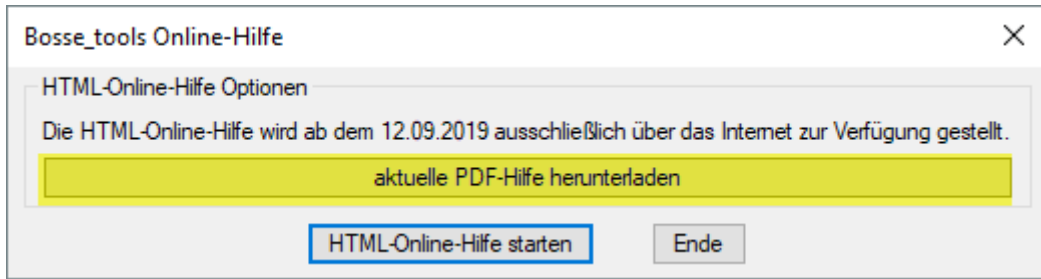 Bosse_tools Online-Hilfe
HTML-Online-Hilfe Optionen
Die HTML-Online-Hilfe wird ab dem 12.09.2019 ausschließlich über das Internet zur Verfügung gestellt.
aktuelle PDF-Hilfe herunterladen
HTML-Online-Hilfe starten Ende